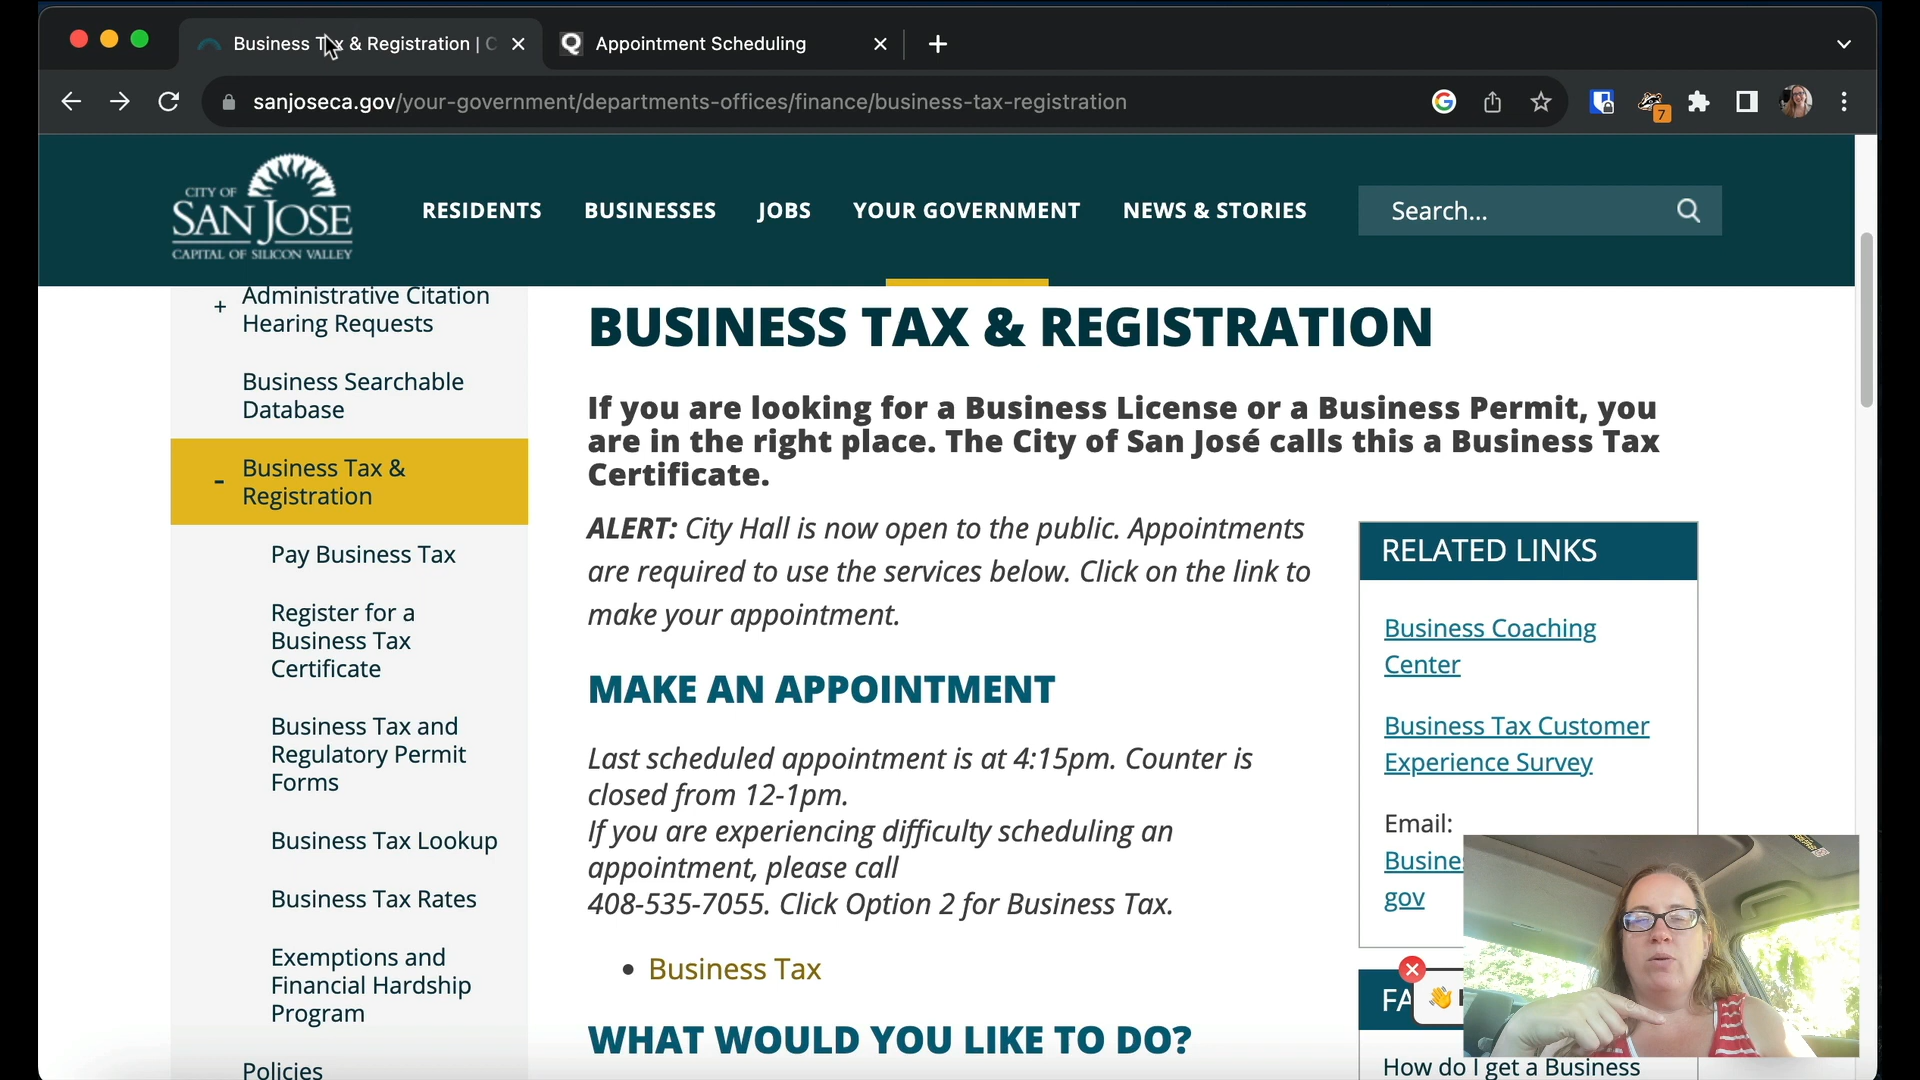 Business Tax & Registration | C
Appointment Scheduling
sanjoseca.gov/your-government/departments-offices/finance/business-tax-registration
7
CITY OF
SAN JOSE
CAPITAL OF SILICON VALLEY
RESIDENTS
BUSINESSES
JOBS
YOUR GOVERNMENT
NEWS & STORIES
Search...
+ Administrative Citation
Hearing Requests
Business Searchable
Database
- Business Tax &
Registration
Pay Business Tax
Register for a
Business Tax
Certificate
Business Tax and
Regulatory Permit
Forms
Business Tax Lookup
Business Tax Rates
Exemptions and
Financial Hardship
Program
Policies
BUSINESS TAX & REGISTRATION
If you are looking for a Business License or a Business Permit, you
are in the right place. The City of San José calls this a Business Tax
Certificate.
ALERT: City Hall is now open to the public. Appointments
are required to use the services below. Click on the link to
make your appointment.
MAKE AN APPOINTMENT
Last scheduled appointment is at 4:15pm. Counter is
closed from 12-1pm.
If you are experiencing difficulty scheduling an
appointment, please call
408-535-7055. Click Option 2 for Business Tax.
• Business Tax
WHAT WOULD YOU LIKE TO DO?
RELATED LINKS
Business Coaching
Center
Business Tax Customer
Experience Survey
Email:
Busine
gov
FA
How do I get a Business